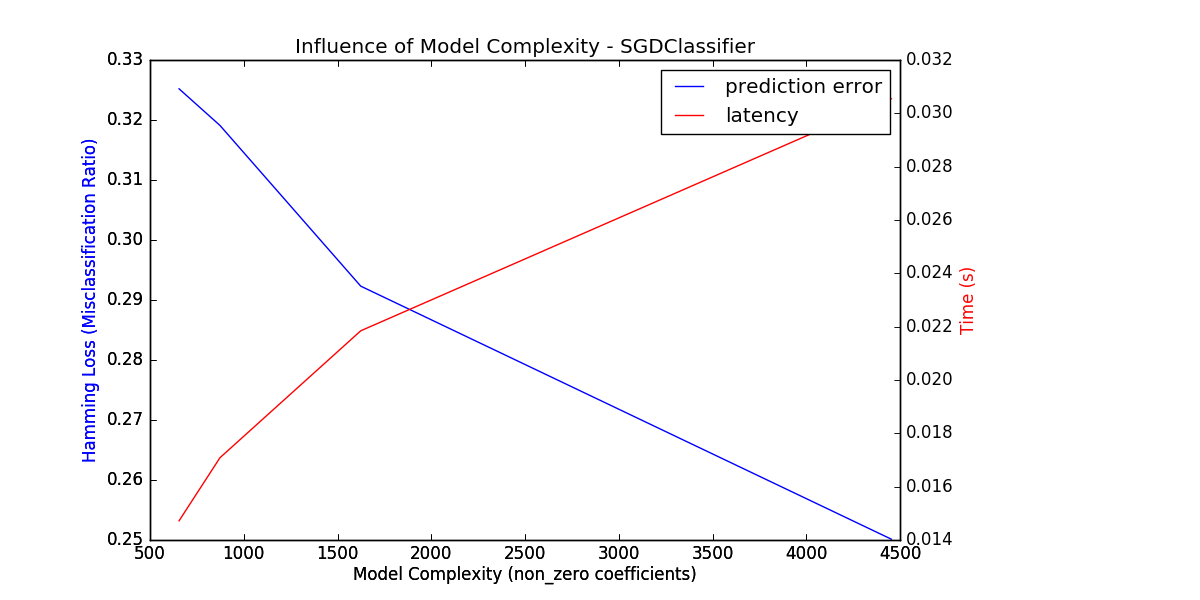 Influence of Model Complexity - SGDClassifier
prediction error
latency
0.33
0.32
0.31
0.30
0.29
0.28
0.27
0.26
0.25
Hamming Loss (Misclassification Ratio)
0.032
0.030
0.028
0.026
0.024
0.022
0.020
0.018
0.016
0.014
Time (s)
500 1000 1500 2000 2500 3000 3500 4000 4500
Model Complexity (non_zero coefficients)